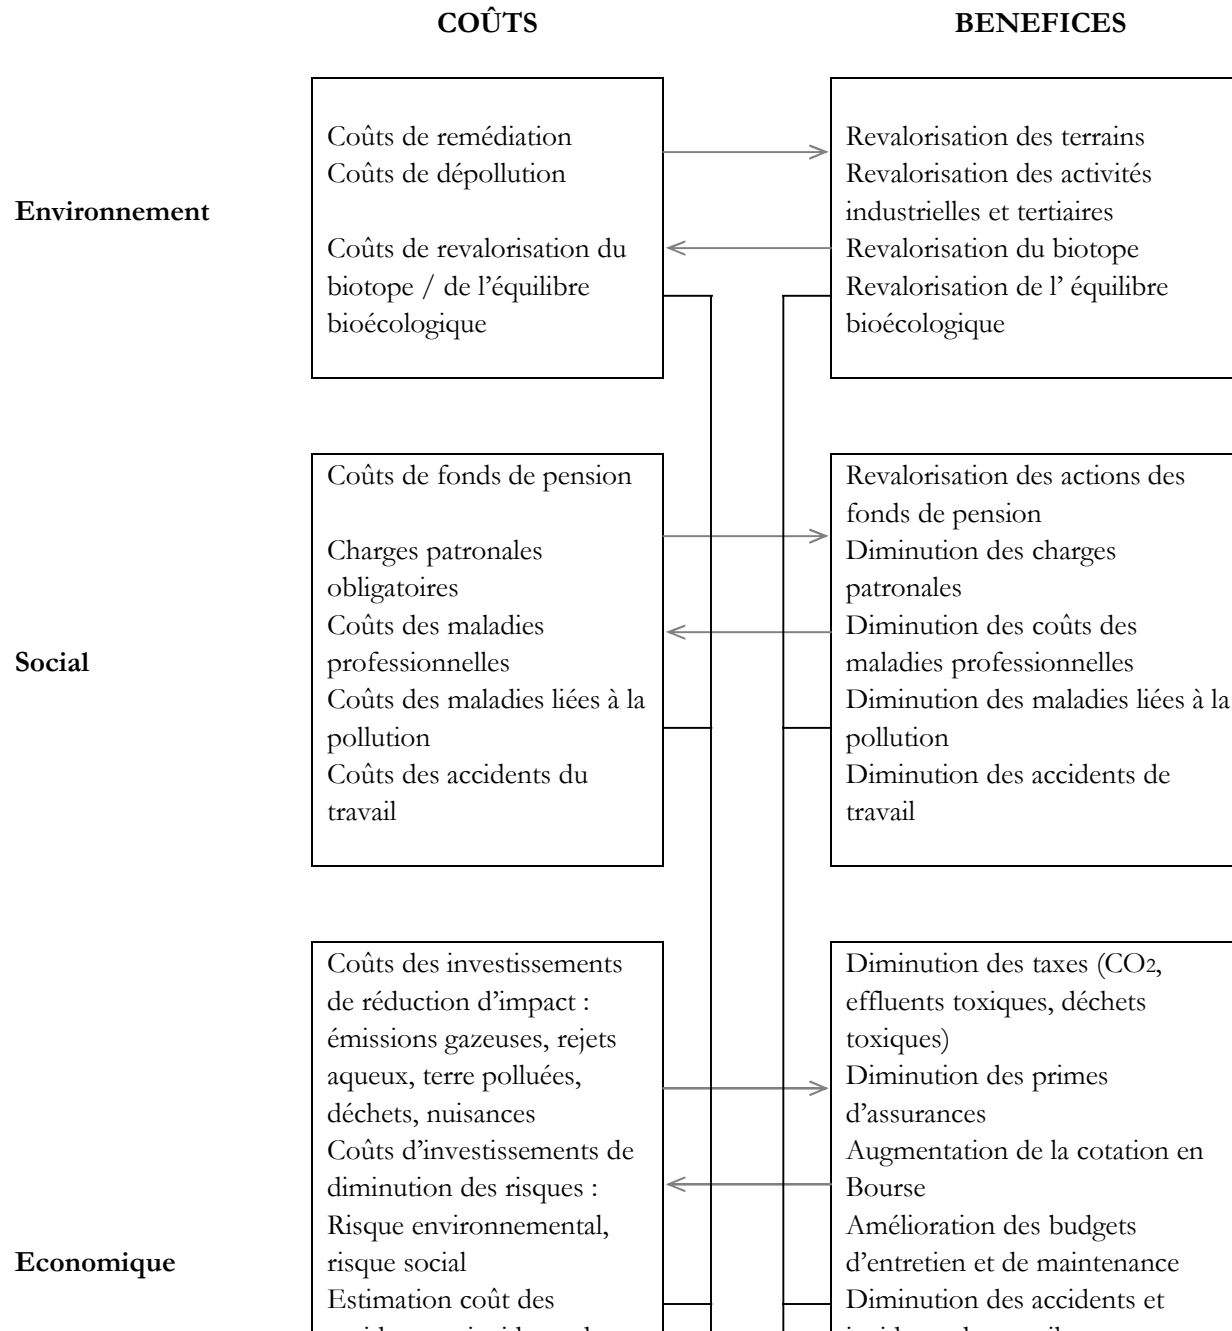 COÛTS
BENEFICES
Environnement
Coûts de remédiation
Coûts de dépollution
Coûts de revalorisation du
biotope / de l’équilibre
bioécologique
Revalorisation des terrains
Revalorisation des activités
industrielles et tertiaires
Revalorisation du biotope
Revalorisation de l’ équilibre
bioécologique
Social
Coûts de fonds de pension
Charges patronales
obligatoires
Coûts des maladies
professionnelles
Coûts des maladies liées à la
pollution
Coûts des accidents du
travail
Revalorisation des actions des
fonds de pension
Diminution des charges
patronales
Diminution des coûts des
maladies professionnelles
Diminution des maladies liées à la
pollution
Diminution des accidents de
travail
Economique
Coûts des investissements
de réduction d’impact :
émissions gazeuses, rejets
aqueux, terre polluées,
déchets, nuisances
Coûts d’investissements de
diminution des risques :
Risque environnemental,
risque social
Estimation coût des
Diminution des taxes (CO2,
effluents toxiques, déchets
toxiques)
Diminution des primes
d’assurances
Augmentation de la cotation en
Bourse
Amélioration des budgets
d’entretien et de maintenance
Diminution des accidents et